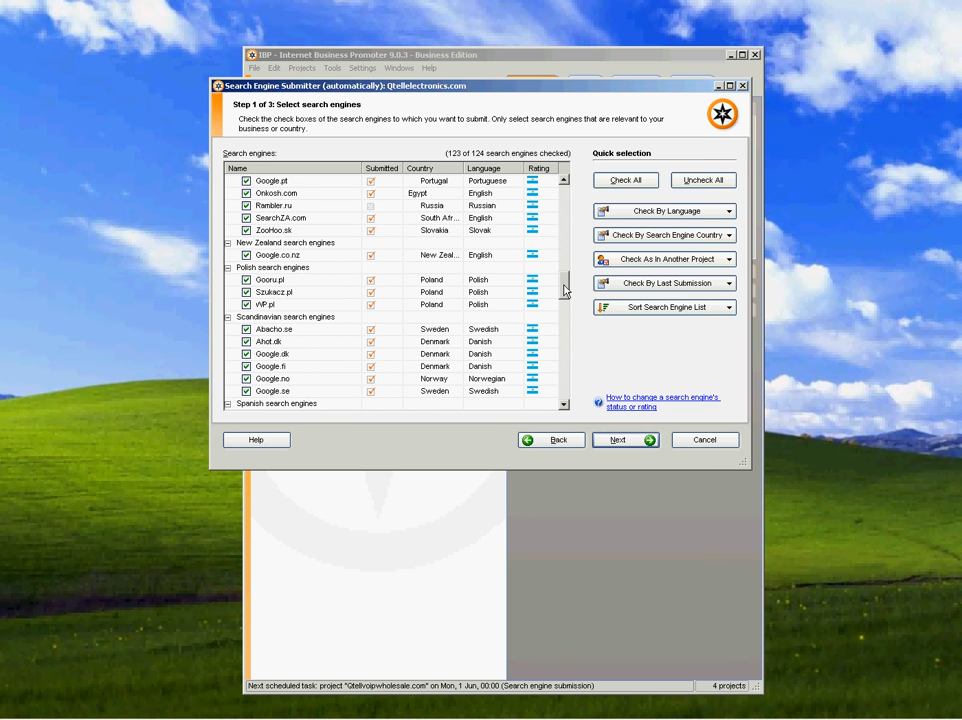 IBP - Internet Business Promoter 9.0.3 - Business Edition
File Edit Projects Tools Settings Windows Help
Search Engine Submitter (automatically): Qtellelectronics.com
Step 1 of 3: Select search engines
Check the check boxes of the search engines to which you want to submit. Only select search engines that are relevant to your
business or country.
Search engines: (123 of 124 search engines checked)
Name Submitted Country Language Rating
Google.pt Portugal Portuguese
Onkosh.com Egypt English
Rambler.ru Russia Russian
SearchZA.com South Afr... English
ZooHoo.sk Slovakia Slovak
New Zealand search engines
Google.co.nz New Zeal... English
Polish search engines
Gooru.pl Poland Polish
Szukacz.pl Poland Polish
WP.pl Poland Polish
Scandinavian search engines
Abacho.se Sweden Swedish
Ahot.dk Denmark Danish
Google.dk Denmark Danish
Google.fi Denmark Danish
Google.no Norway Norwegian
Google.se Sweden Swedish
Spanish search engines
Quick selection
Check All Uncheck All
Check By Language
Check By Search Engine Country
Check As In Another Project
Check By Last Submission
Sort Search Engine List
How to change a search engine's
status or rating
Help Back Next Cancel
Next scheduled task: project "Qtellvoipwholesale.com" on Mon, 1 Jun, 00:00 (Search engine submission) 4 projects